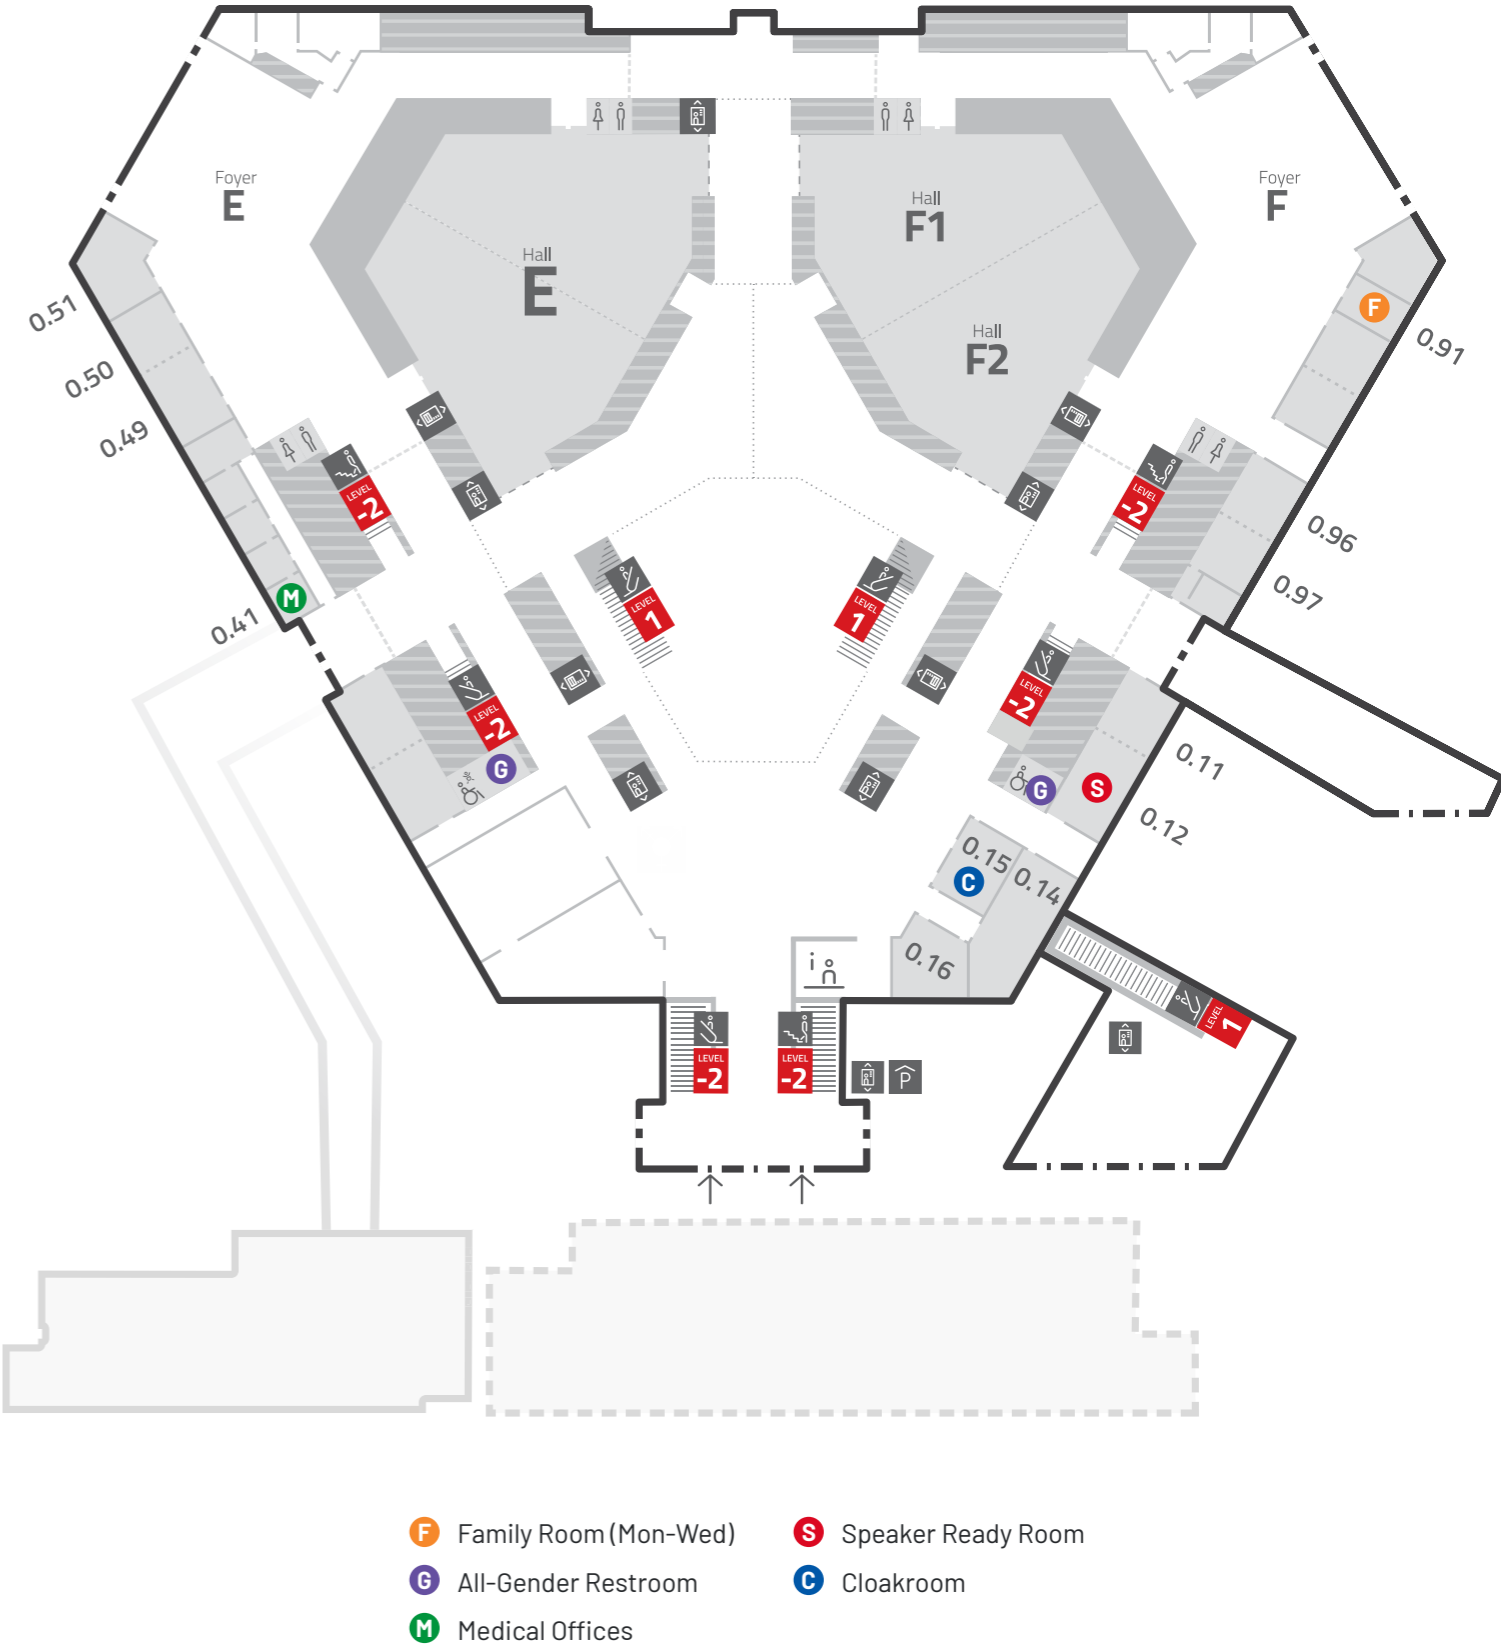 Foyer
E
Foyer
F
Hall
F1
Hall
E
Hall
F2
0.51
0.50
0.49
0.41
F
0.91
0.96
0.97
LEVEL
-2
LEVEL
-2
LEVEL
1
LEVEL
1
M
LEVEL
-2
LEVEL
-2
G
G
S
0.11
0.12
0.15
C
0.14
0.16
i
LEVEL
1
LEVEL
-2
LEVEL
-2
P
F Family Room (Mon-Wed)
G All-Gender Restroom
M Medical Offices
S Speaker Ready Room
C Cloakroom